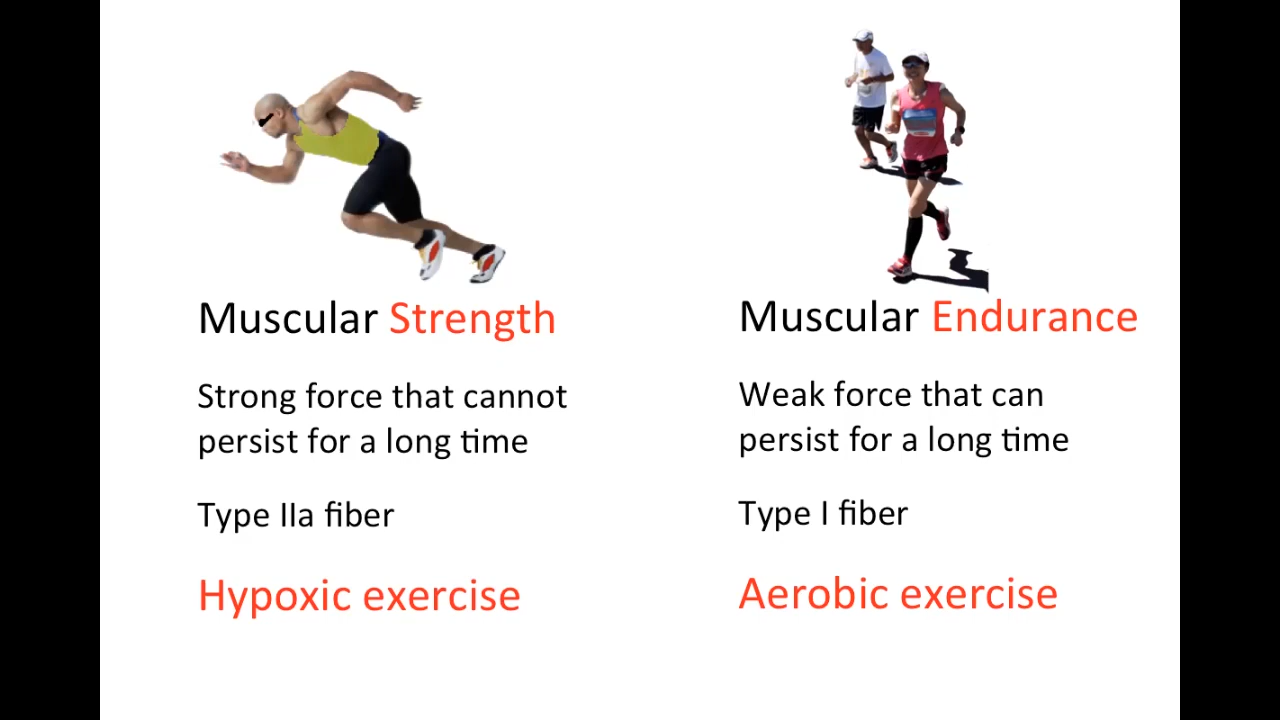 Muscular Strength
Strong force that cannot
persist for a long time
Type IIa fiber
Hypoxic exercise
Muscular Endurance
Weak force that can
persist for a long time
Type I fiber
Aerobic exercise